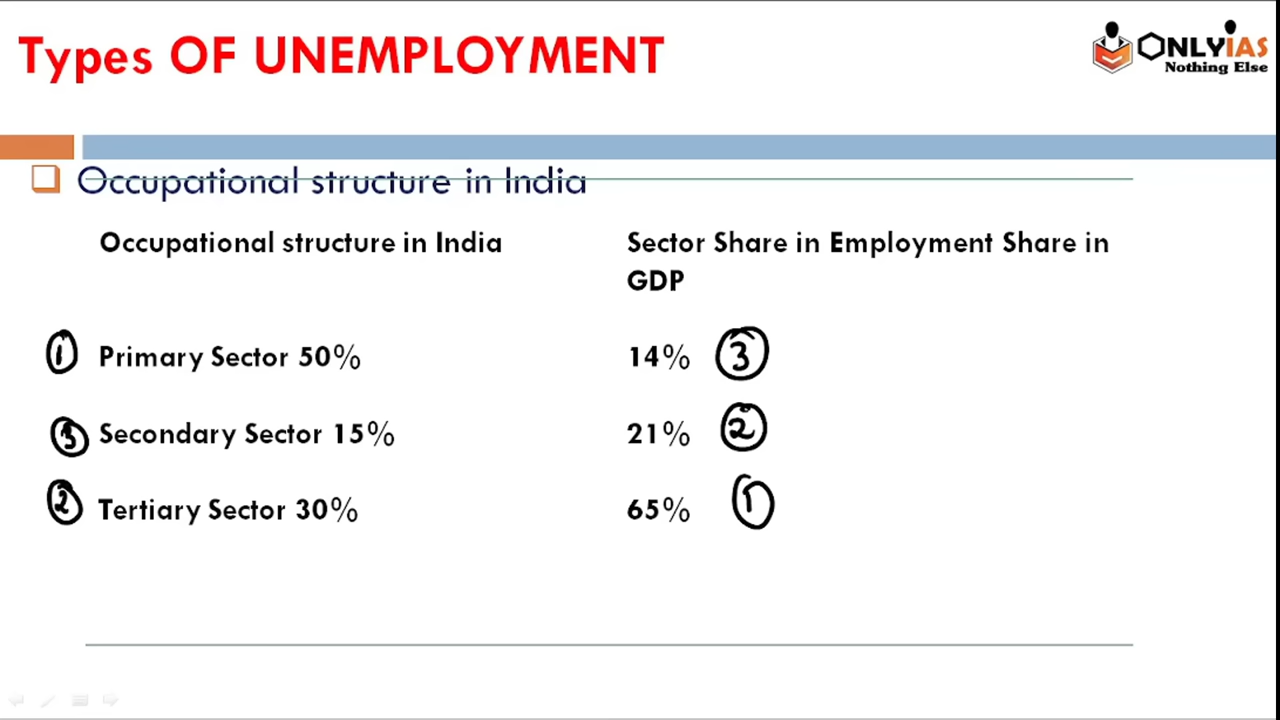 Types OF UNEMPLOYMENT
ONLYIAS
Nothing Else
Occupational structure in India
Occupational structure in India
Sector Share in Employment Share in
GDP
1 Primary Sector 50% 14% 3
3 Secondary Sector 15% 21% 2
2 Tertiary Sector 30% 65% 1